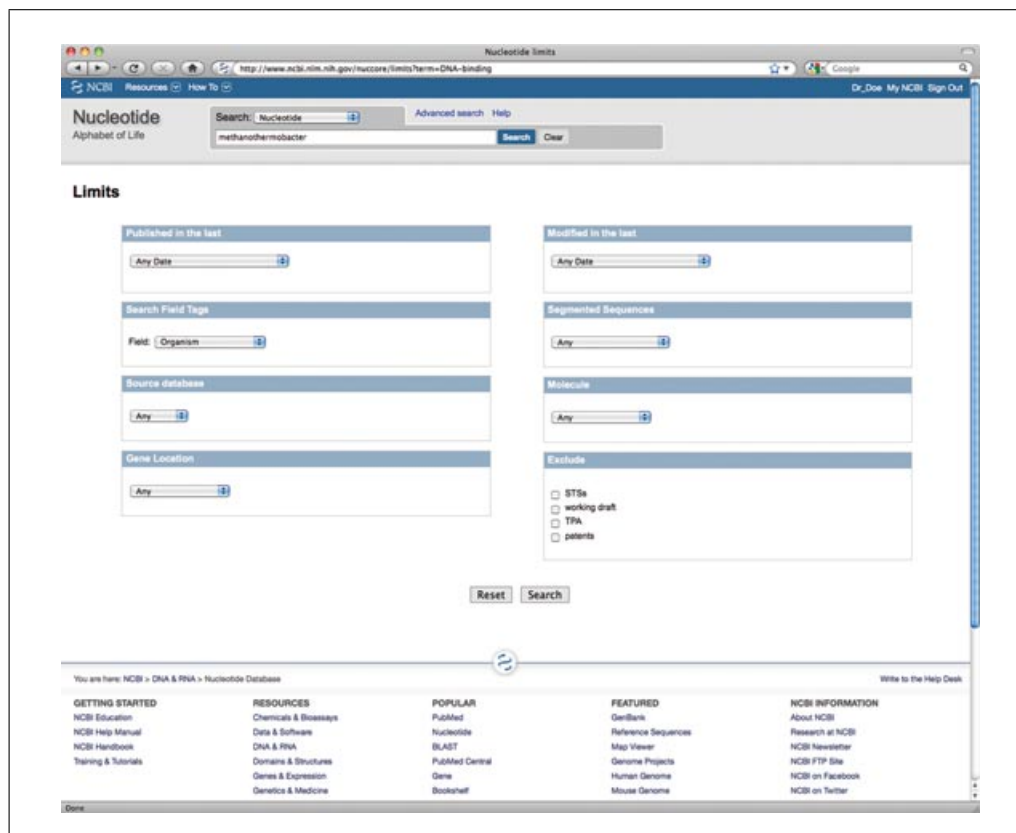 Nucleotide limits
http://www.ncbi.nlm.nih.gov/nuccore/limits?term=DNA-binding
Google
NCBI Resources How To
Dr_Doe My NCBI Sign Out
Nucleotide
Alphabet of Life
Search: Nucleotide
Advanced search Help
methanothermobacter
Search Clear
Limits
Published in the last
Any Date
Modified in the last
Any Date
Search Field Tags
Field: Organism
Segmented Sequences
Any
Source database
Any
Molecule
Any
Gene Location
Any
Exclude
STSs
working draft
TPA
patents
Reset Search
You are here: NCBI > DNA & RNA > Nucleotide Database
Write to the Help Desk
GETTING STARTED
NCBI Education
NCBI Help Manual
NCBI Handbook
Training & Tutorials
RESOURCES
Chemicals & Bioassays
Data & Software
DNA & RNA
Domains & Structures
Genes & Expression
Genetics & Medicine
POPULAR
PubMed
Nucleotide
BLAST
PubMed Central
Gene
Bookshelf
FEATURED
GenBank
Reference Sequences
Map Viewer
Genome Projects
Human Genome
Mouse Genome
NCBI INFORMATION
About NCBI
Research at NCBI
NCBI Newsletter
NCBI FTP Site
NCBI on Facebook
NCBI on Twitter
Done